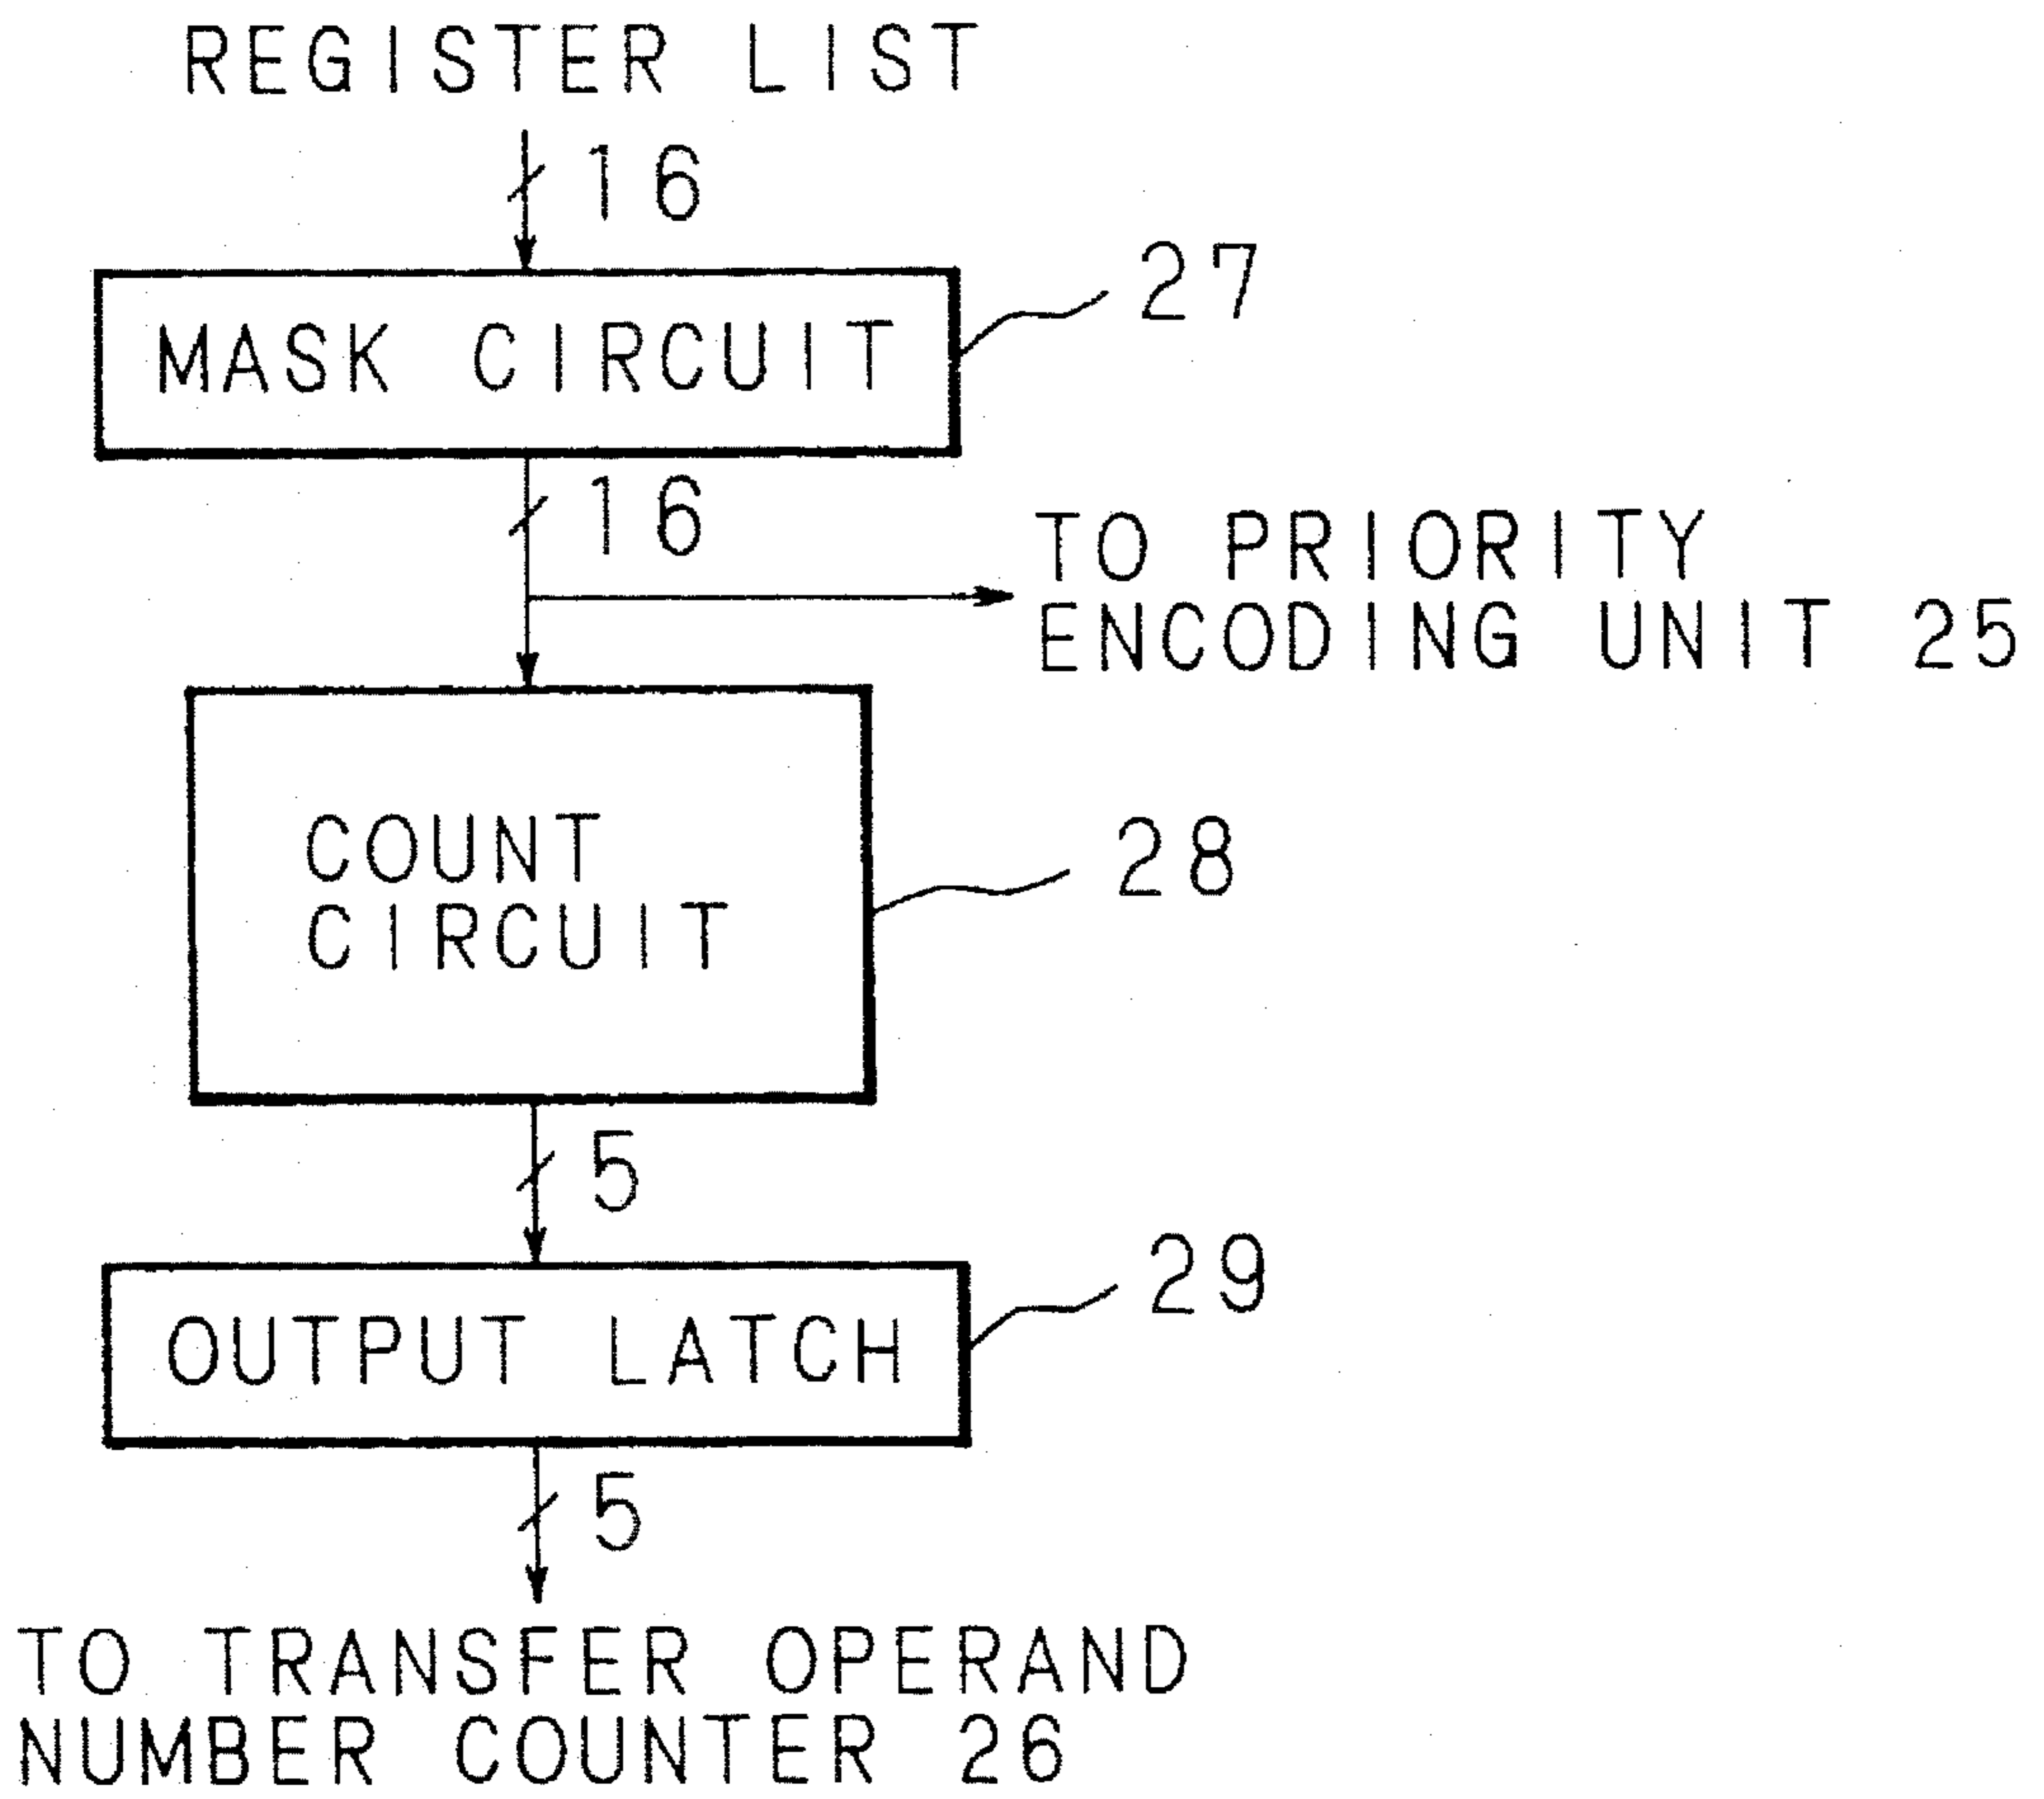 REGISTER LIST
16
27
MASK CIRCUIT
16
TO PRIORITY
ENCODING UNIT 25
COUNT
CIRCUIT
28
5
29
OUTPUT LATCH
5
TO TRANSFER OPERAND
NUMBER COUNTER 26